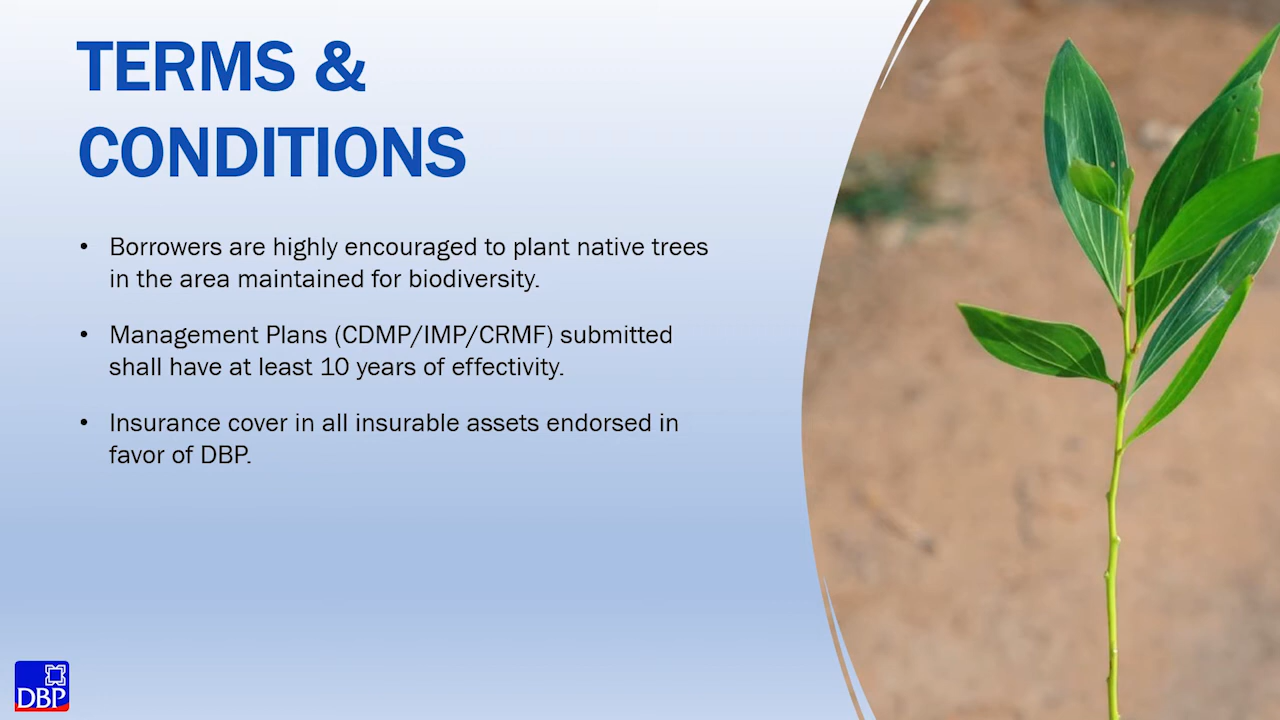 TERMS &
CONDITIONS
• Borrowers are highly encouraged to plant native trees
in the area maintained for biodiversity.
• Management Plans (CDMP/IMP/CRMF) submitted
shall have at least 10 years of effectivity.
• Insurance cover in all insurable assets endorsed in
favor of DBP.
DBP